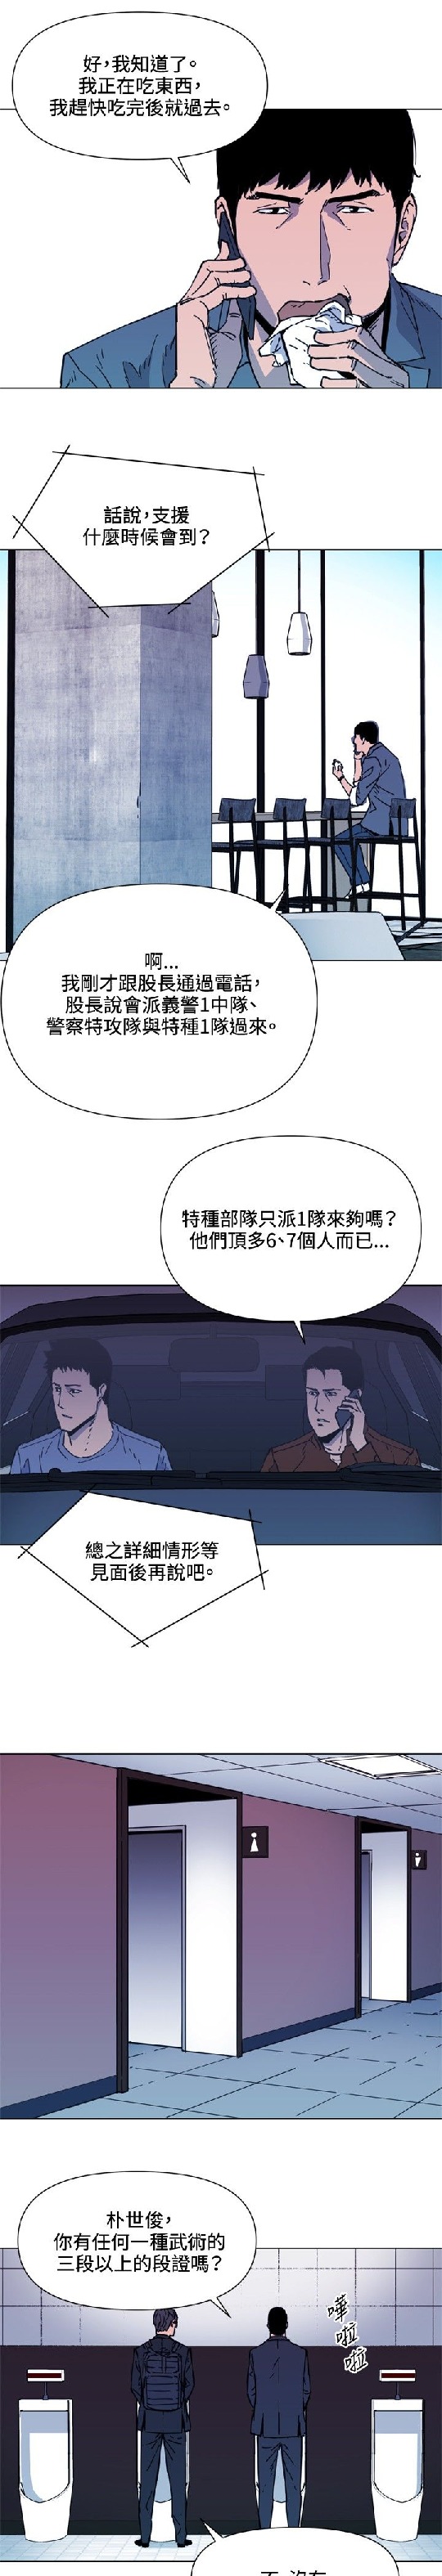 好，我知道了。
我正在吃東西，
我趕快吃完後就過去。
話說，支援
什麼時候會到？
啊...
我剛才跟股長通過電話，
股長說會派義警1中隊、
警察特攻隊與特種1隊過來。
特種部隊只派1隊來夠嗎？
他們頂多6、7個人而已...
總之詳細情形等
見面後再說吧。
朴世俊，
你有任何一種武術的
三段以上的段證嗎？
嘩
啦
啦